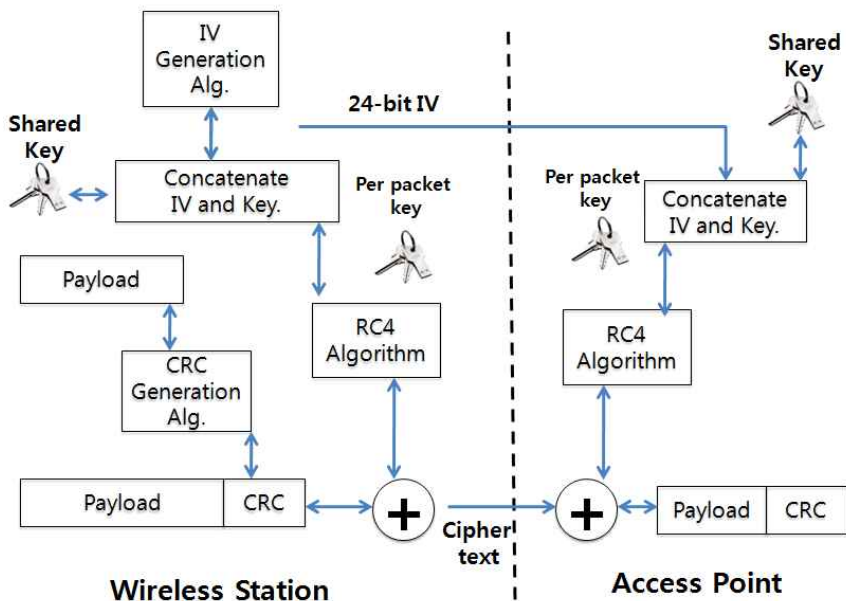 IV
Generation
Alg.
24-bit IV
Shared
Key
Shared
Key
Concatenate
IV and Key.
Per packet
key
Per packet
key
Concatenate
IV and Key.
Payload
RC4
Algorithm
RC4
Algorithm
CRC
Generation
Alg.
Payload
CRC
+
Cipher
text
+
Payload
CRC
Wireless Station
Access Point